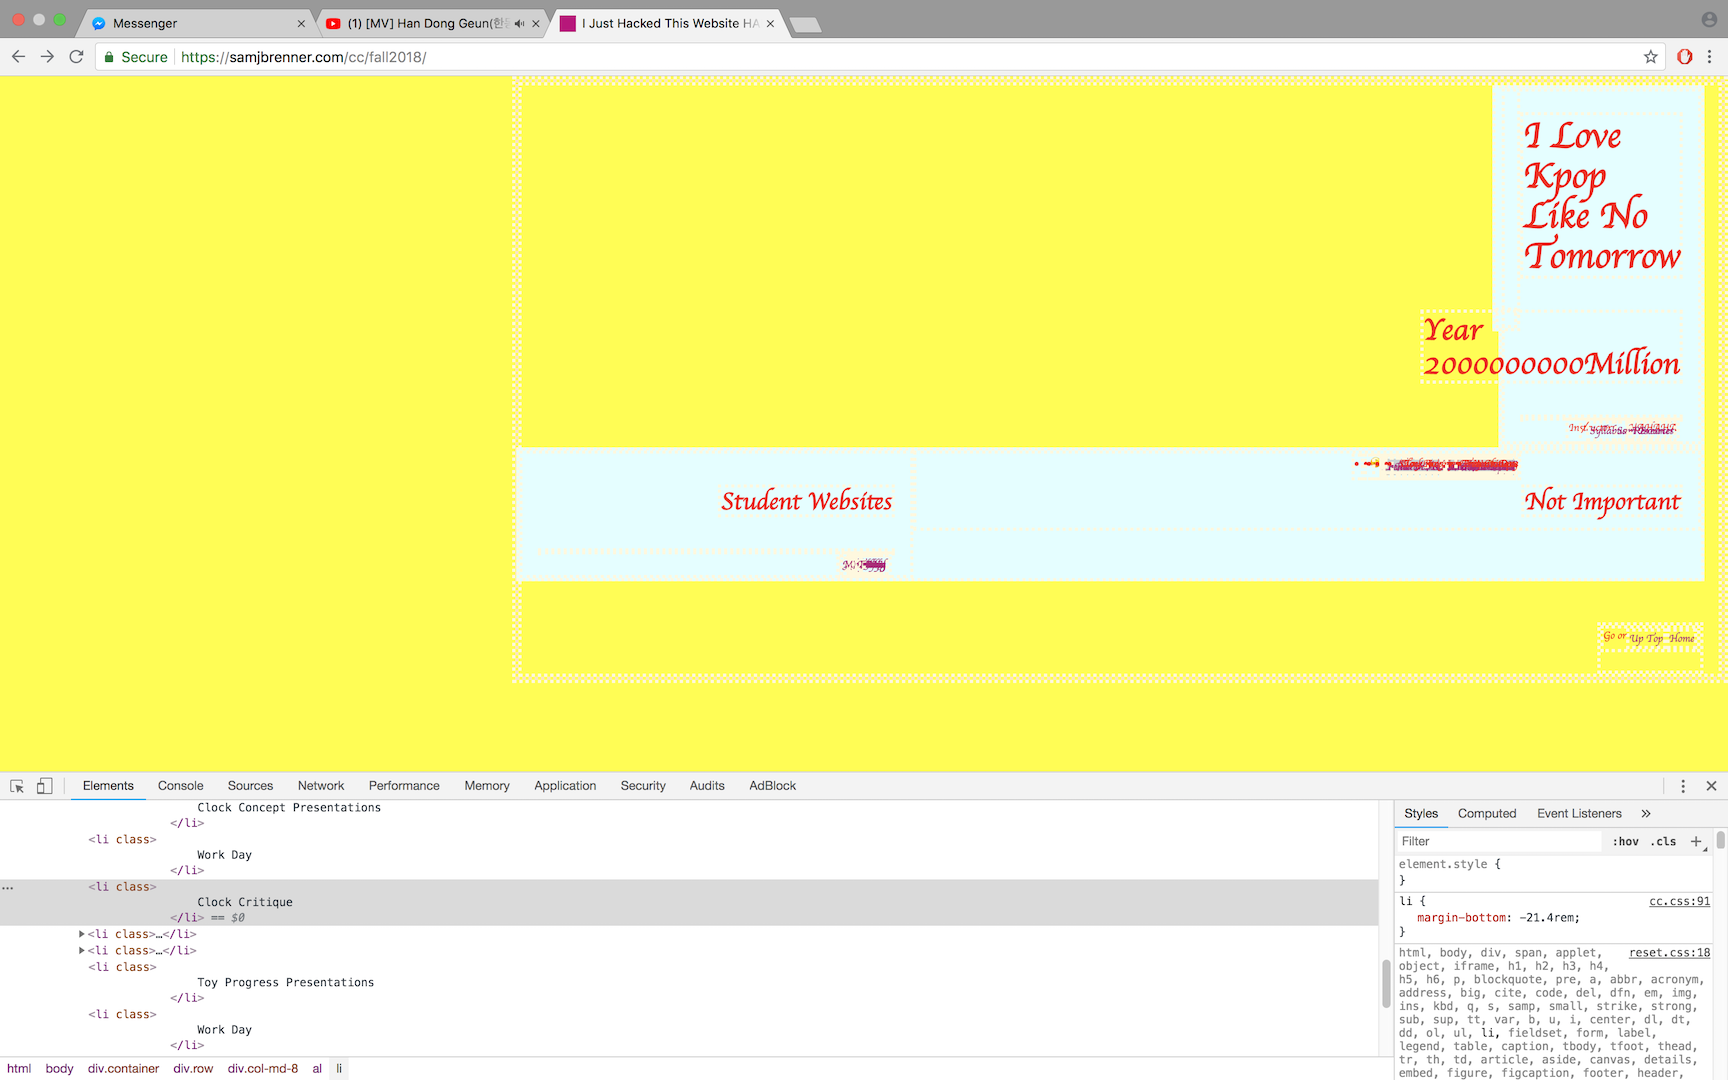 Messenger
(1) [MV] Han Dong Geun(한
I Just Hacked This Website HA
Secure https://samjbrenner.com/cc/fall2018/
I Love
Kpop
Like No
Tomorrow
Year
2000000000Million
Student Websites
Not Important
Go or Up Top Home
Elements Console Sources Network Performance Memory Application Security Audits AdBlock
Clock Concept Presentations
</li>
<li class>
Work Day
</li>
<li class>
Clock Critique
</li> == $0
<li class>…</li>
<li class>…</li>
<li class>
Toy Progress Presentations
</li>
<li class>
Work Day
</li>
html body div.container div.row div.col-md-8 al li
Styles Computed Event Listeners »
Filter :hov .cls +
element.style {
}
li { cc.css:91
margin-bottom: -21.4rem;
}
html, body, div, span, applet, reset.css:18
object, iframe, h1, h2, h3, h4,
h5, h6, p, blockquote, pre, a, abbr, acronym,
address, big, cite, code, del, dfn, em, img,
ins, kbd, q, s, samp, small, strike, strong,
sub, sup, tt, var, b, u, i, center, dl, dt,
dd, ol, ul, li, fieldset, form, label,
legend, table, caption, tbody, tfoot, thead,
tr, th, td, article, aside, canvas, details,
embed, figure, figcaption, footer, header,